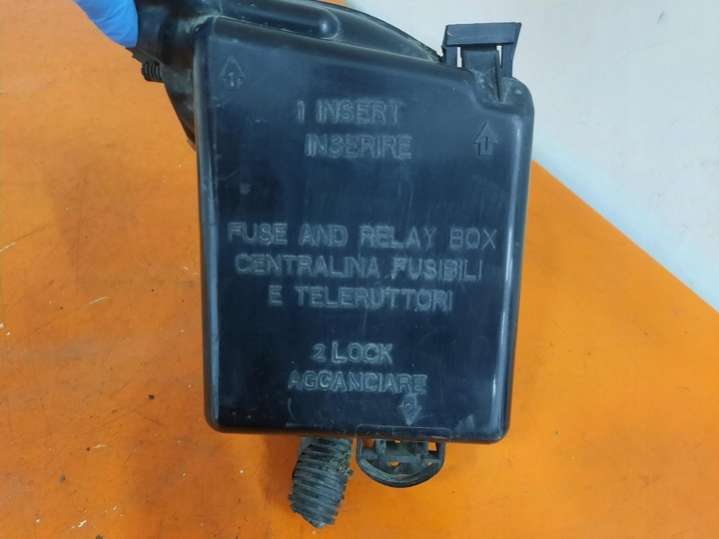 1 INSERT
INSERIRE
FUSE AND RELAY BOX
CENTRALINA FUSIBILI
E TELERUTTORI
2 LOCK
AGGANCIARE